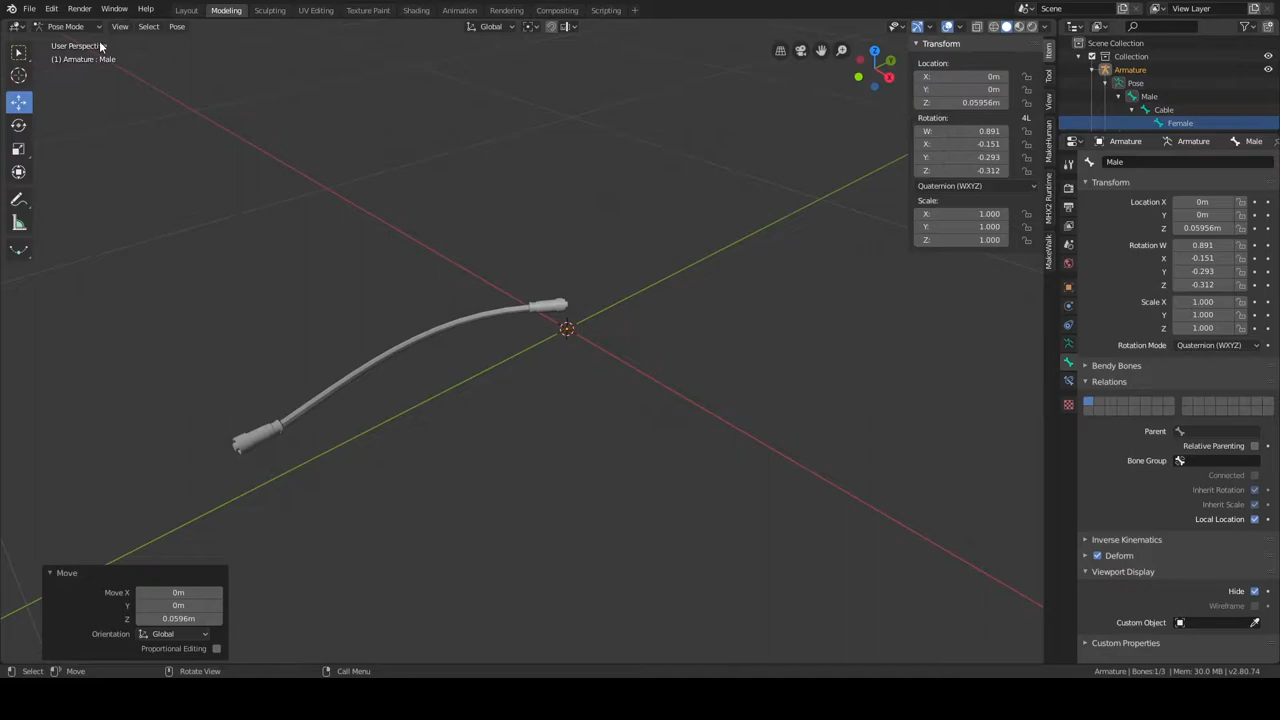 File Edit Render Window Help Layout Modeling Sculpting UV Editing Texture Paint Shading Animation Rendering Compositing Scripting + Scene View Layer
Pose Mode View Select Pose Global
User Perspective
(1) Armature : Male
Transform
Location:
X: 0m
Y: 0m
Z: 0.05956m
Rotation: 4L
W: 0.891
X: -0.151
Y: -0.293
Z: -0.312
Quaternion (WXYZ)
Scale:
X: 1.000
Y: 1.000
Z: 1.000
Item
Tool
View
MakeHuman
MHX2 Runtime
MakeWalk
Scene Collection
Collection
Armature
Pose
Male
Cable
Female
Armature Armature Male
Male
Transform
Location X 0m
Y 0m
Z 0.05956m
Rotation W 0.891
X -0.151
Y -0.293
Z -0.312
Scale X 1.000
Y 1.000
Z 1.000
Rotation Mode Quaternion (WXYZ)
Bendy Bones
Relations
Parent
Relative Parenting
Bone Group
Connected
Inherit Rotation
Inherit Scale
Local Location
Inverse Kinematics
Deform
Viewport Display
Hide
Wireframe
Custom Object
Custom Properties
Move
Move X 0m
Y 0m
Z 0.0596m
Orientation Global
Proportional Editing
Select Move Rotate View Call Menu Armature | Bones:1/3 | Mem: 30.0 MB | v2.80.74